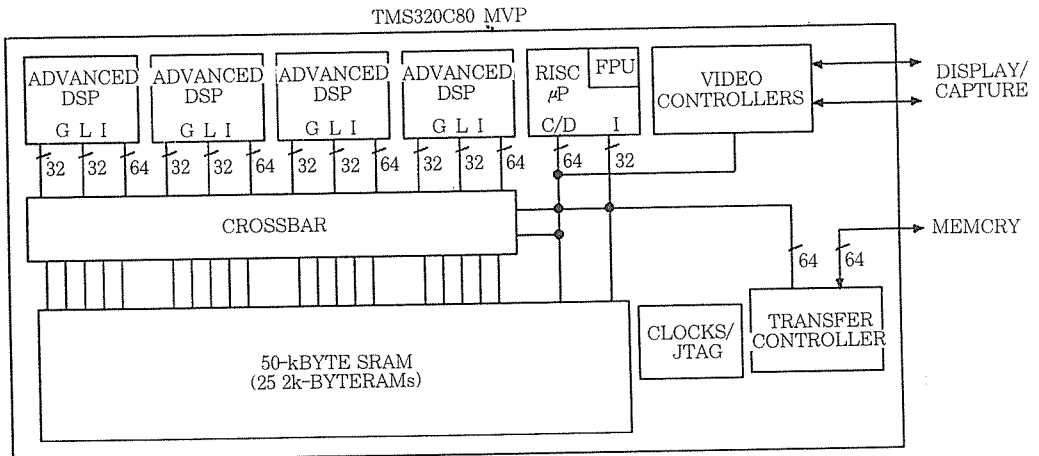 TMS320C80 MVP
ADVANCED
DSP
G L I
ADVANCED
DSP
G L I
ADVANCED
DSP
G L I
ADVANCED
DSP
G L I
RISC
μP
FPU
C/D I
VIDEO
CONTROLLERS
DISPLAY/
CAPTURE
32 32 64
32 32 64
32 32 64
32 32 64
64 32
CROSSBAR
MEMCRY
64 64
50-kBYTE SRAM
(25 2k-BYTERAMs)
CLOCKS/
JTAG
TRANSFER
CONTROLLER